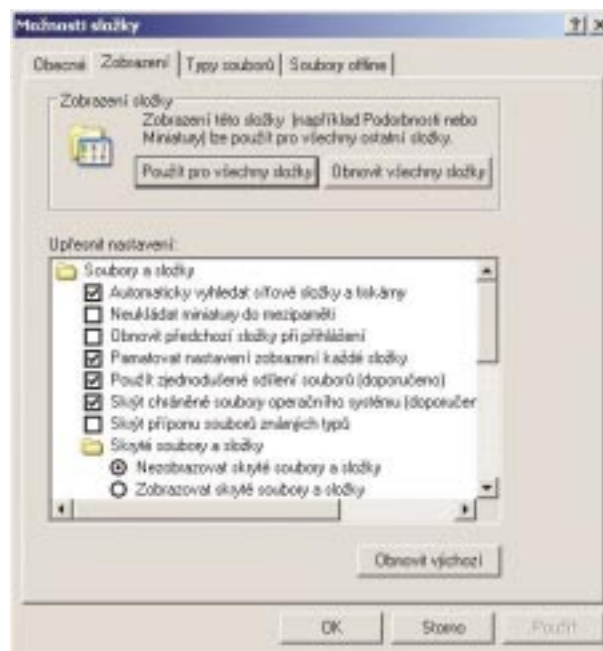 Možnosti složky
Obecné Zobrazení Typy souborů Soubory offline
Zobrazení složky
Zobrazení této složky (například Podorbnosti nebo
Miniatury) lze použít pro všechny ostatní složky.
Použít pro všechny složky Obnovit všechny složky
Upřesnit nastavení:
Soubory a složky
Automaticky vyhledat síťové složky a tiskárny
Neukládat miniatury do mezipaměti
Obnovit předchozí složky při přihlášení
Pamatovat nastavení zobrazení každé složky
Použít zjednodušené sdílení souborů (doporučeno)
Skrýt chráněné soubory operačního systému (doporučen
Skrýt příponu souborů známých typů
Skryté soubory a složky
Nezobrazovat skryté soubory a složky
Zobrazovat skryté soubory a složky
Obnovit výchozí
OK Storno Použít